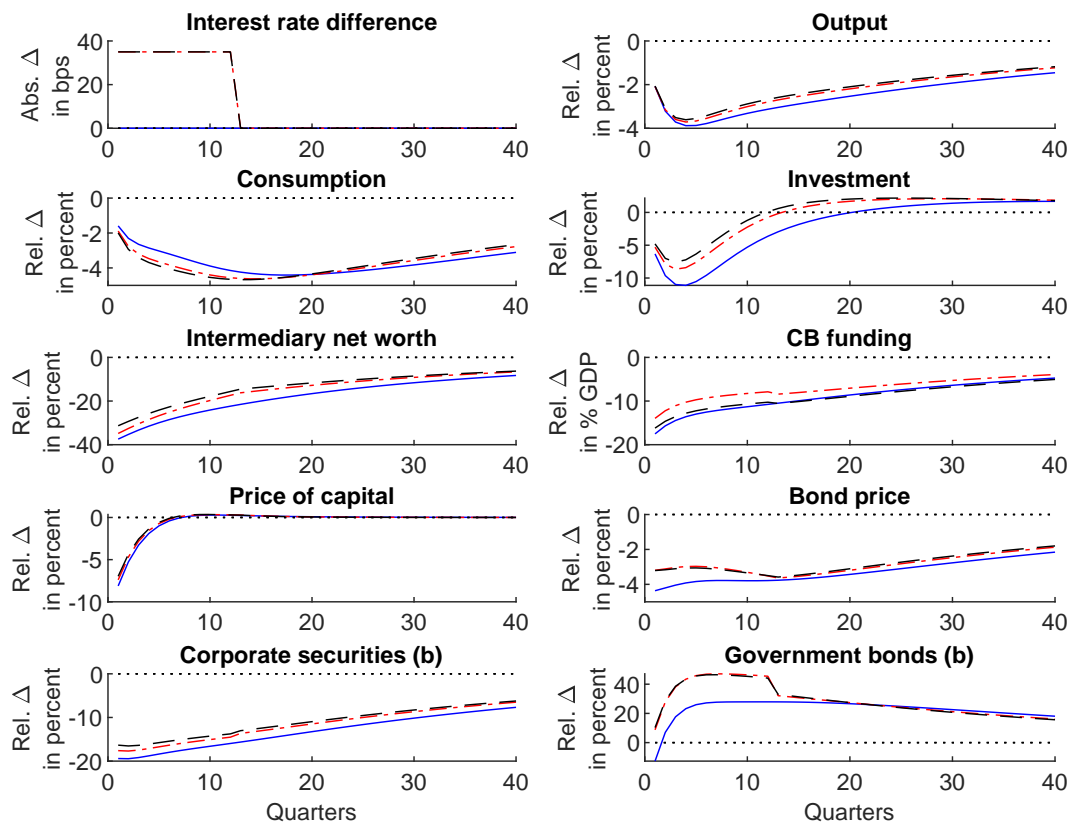 Interest rate difference
Abs. Δ
in bps
40
20
0
0 10 20 30 40
Output
Rel. Δ
in percent
0
-2
-4
0 10 20 30 40
Consumption
Rel. Δ
in percent
0
-2
-4
0 10 20 30 40
Investment
Rel. Δ
in percent
0
-5
-10
0 10 20 30 40
Intermediary net worth
Rel. Δ
in percent
0
-20
-40
0 10 20 30 40
CB funding
Rel. Δ
in % GDP
0
-10
-20
0 10 20 30 40
Price of capital
Rel. Δ
in percent
0
-5
-10
0 10 20 30 40
Bond price
Rel. Δ
in percent
0
-2
-4
0 10 20 30 40
Corporate securities (b)
Rel. Δ
in percent
0
-10
-20
0 10 20 30 40
Quarters
Government bonds (b)
Rel. Δ
in percent
40
20
0
0 10 20 30 40
Quarters